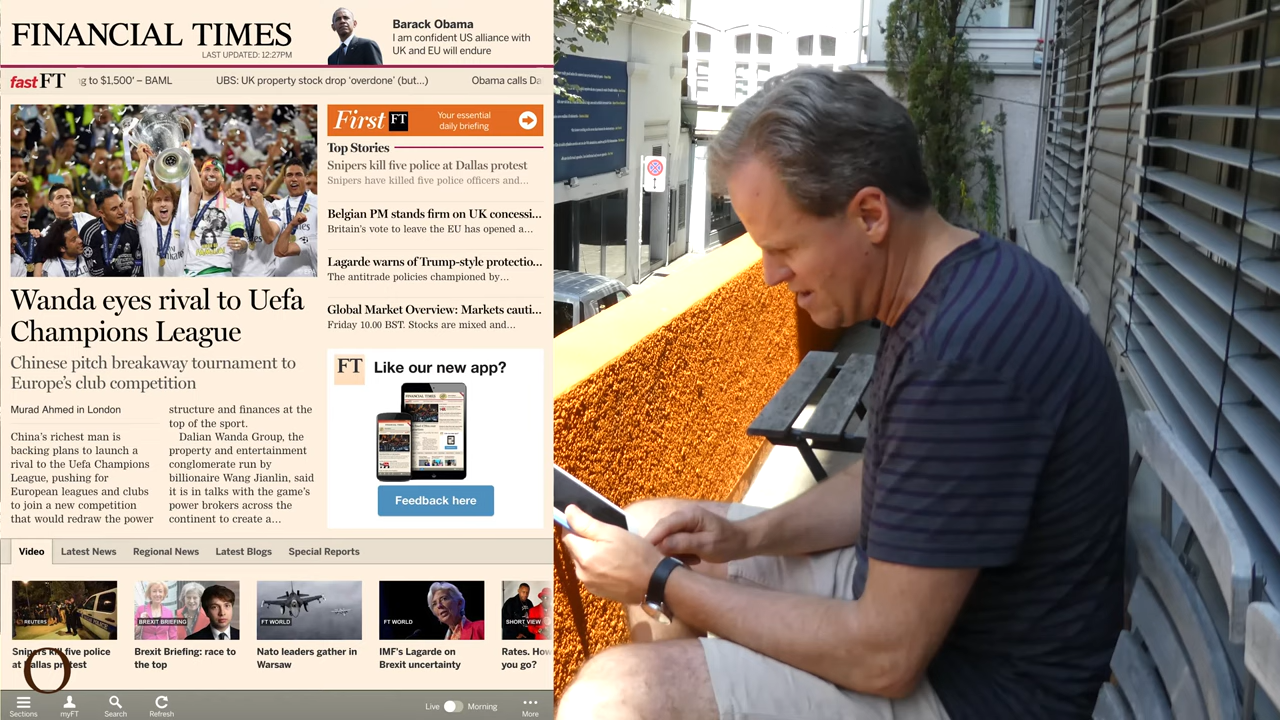 FINANCIAL TIMES
LAST UPDATED: 12:27PM
Barack Obama
I am confident US alliance with
UK and EU will endure
fastFT
ng to $1,500' – BAML
UBS: UK property stock drop 'overdone' (but...)
Obama calls Da
First FT
Your essential
daily briefing
Top Stories
Snipers kill five police at Dallas protest
Snipers have killed five police officers and...
Belgian PM stands firm on UK concessi...
Britain's vote to leave the EU has opened a...
Lagarde warns of Trump-style protectio...
The antitrade policies championed by...
Global Market Overview: Markets cauti...
Friday 10.00 BST. Stocks are mixed and...
Wanda eyes rival to Uefa
Champions League
Chinese pitch breakaway tournament to
Europe's club competition
Murad Ahmed in London
China's richest man is
backing plans to launch a
rival to the Uefa Champions
League, pushing for
European leagues and clubs
to join a new competition
that would redraw the power
structure and finances at the
top of the sport.
Dalian Wanda Group, the
property and entertainment
conglomerate run by
billionaire Wang Jianlin, said
it is in talks with the game's
power brokers across the
continent to create a...
FT
Like our new app?
Feedback here
Video
Latest News
Regional News
Latest Blogs
Special Reports
REUTERS
BREXIT BRIEFING
FT WORLD
FT WORLD
SHORT VIEW
Snipers kill five police
at Dallas protest
Brexit Briefing: race to
the top
Nato leaders gather in
Warsaw
IMF's Lagarde on
Brexit uncertainty
Rates. How
you go?
O
Sections
myFT
Search
Refresh
Live
Morning
More